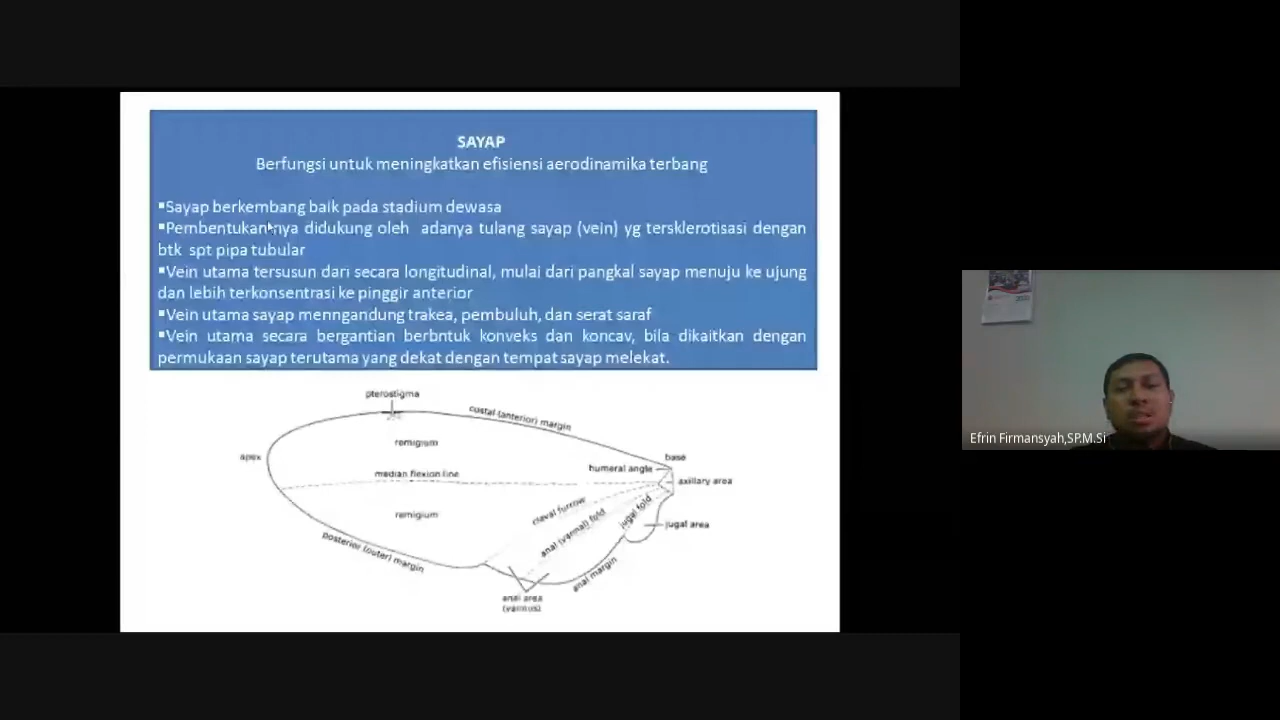 SAYAP
Berfungsi untuk meningkatkan efisiensi aerodinamika terbang
▪Sayap berkembang baik pada stadium dewasa
▪Pembentukannya didukung oleh adanya tulang sayap (vein) yg tersklerotisasi dengan
btk spt pipa tubular
▪Vein utama tersusun dari secara longitudinal, mulai dari pangkal sayap menuju ke ujung
dan lebih terkonsentrasi ke pinggir anterior
▪Vein utama sayap menngandung trakea, pembuluh, dan serat saraf
▪Vein utama secara bergantian berbntuk konveks dan koncav, bila dikaitkan dengan
permukaan sayap terutama yang dekat dengan tempat sayap melekat.
pterostigma
costal (anterior) margin
remigium
apex
base
humeral angle
median flexion line
axillary area
claval furrow
jugal fold
remigium
anal (vannal) fold
jugal area
posterior (outer) margin
anal margin
anal area
(vannus)
Efrin Firmansyah,SP.M.Si